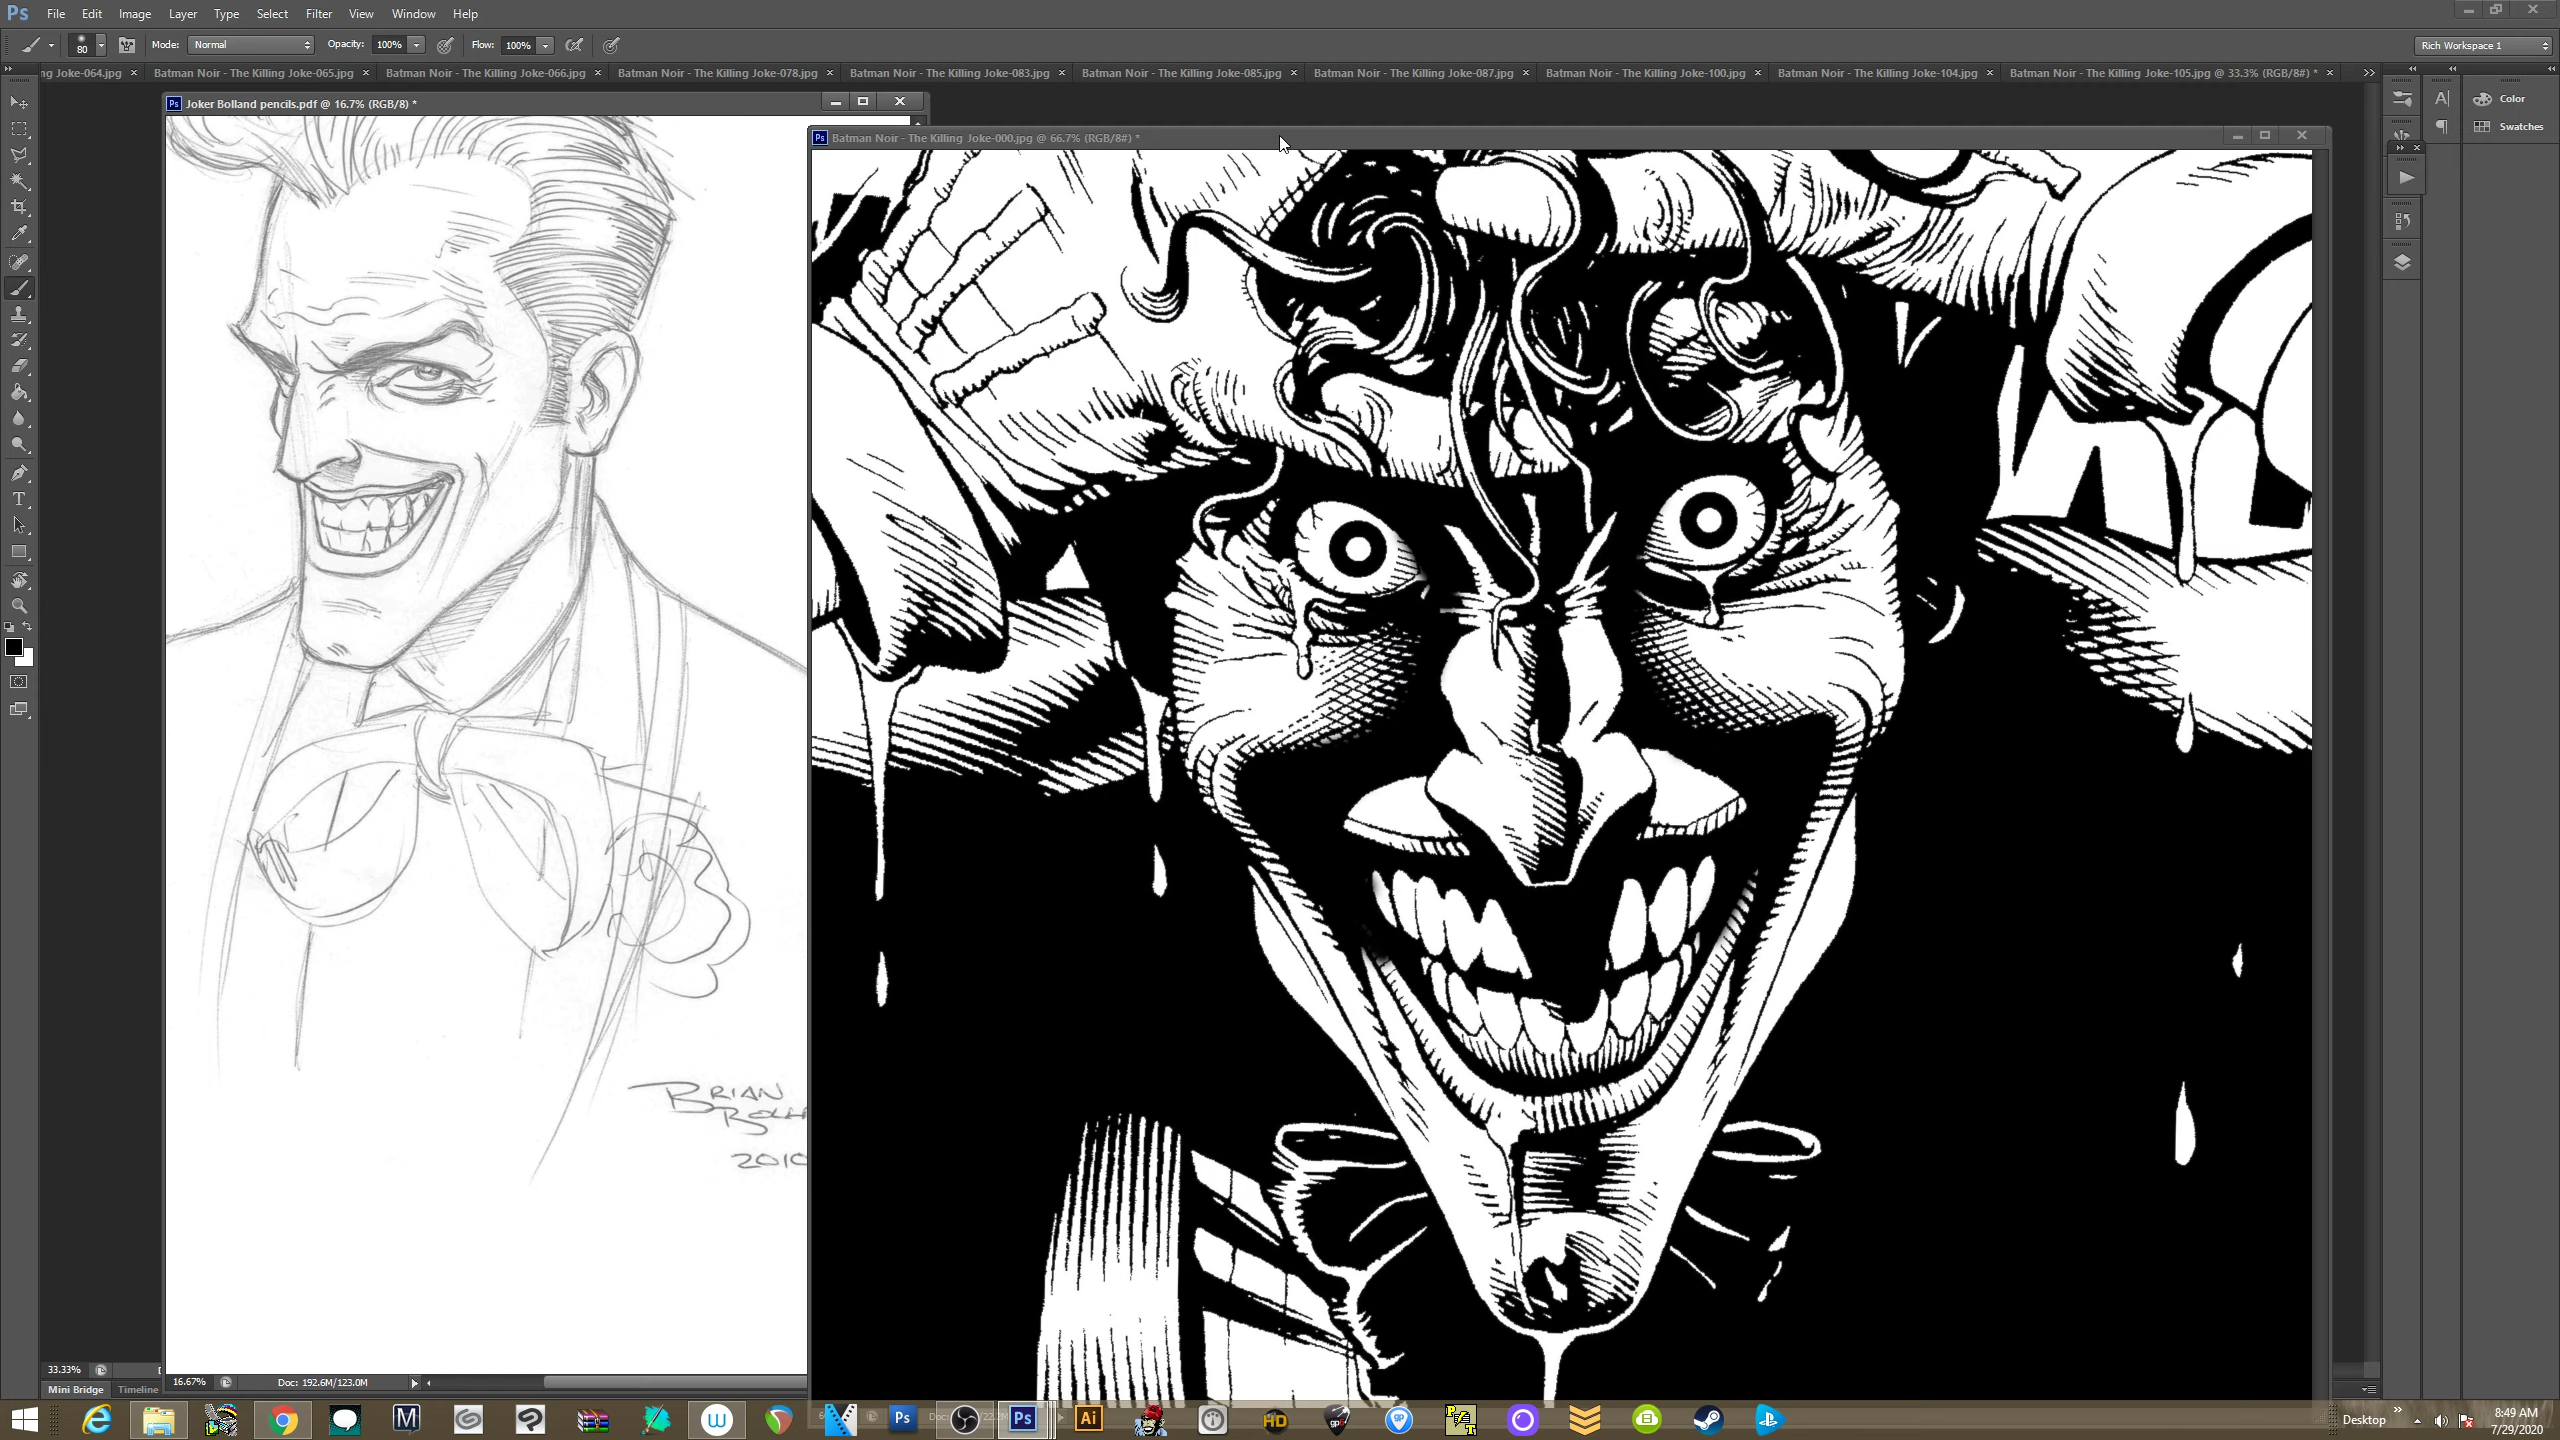 Ps File Edit Image Layer Type Select Filter View Window Help
80 Mode: Normal Opacity: 100% Flow: 100% Rich Workspace 1
ng Joke-064.jpg Batman Noir - The Killing Joke-065.jpg Batman Noir - The Killing Joke-066.jpg Batman Noir - The Killing Joke-078.jpg Batman Noir - The Killing Joke-083.jpg Batman Noir - The Killing Joke-085.jpg Batman Noir - The Killing Joke-087.jpg Batman Noir - The Killing Joke-100.jpg Batman Noir - The Killing Joke-104.jpg Batman Noir - The Killing Joke-105.jpg @ 33.3% (RGB/8#) *
Ps Joker Bolland pencils.pdf @ 16.7% (RGB/8) *
Color
Swatches
Ps Batman Noir - The Killing Joke-000.jpg @ 66.7% (RGB/8#) *
BRIAN
2010
33.33%
16.67% Doc: 192.6M/123.0M
Mini Bridge Timeline
Ps Ps Ai HD Desktop 8:49 AM
7/29/2020